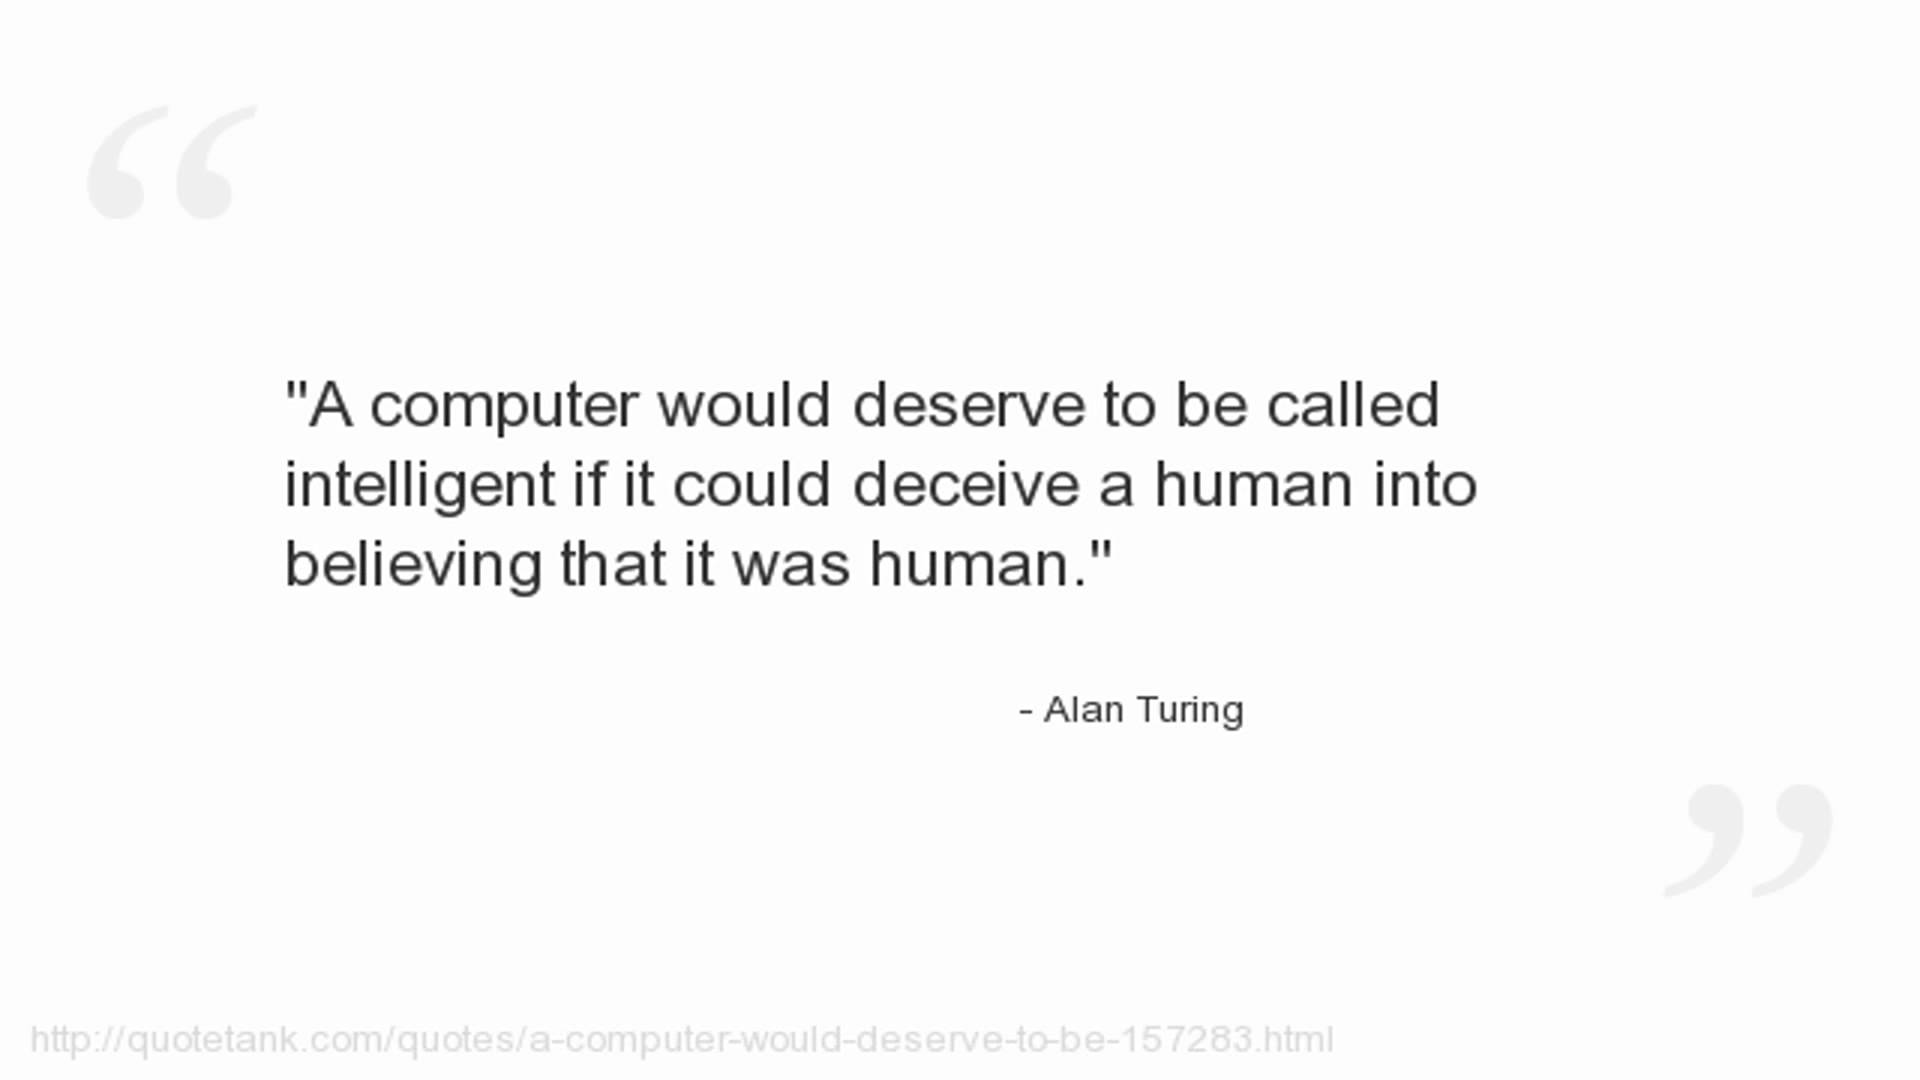 "A computer would deserve to be called
intelligent if it could deceive a human into
believing that it was human."
- Alan Turing
http://quotetank.com/quotes/a-computer-would-deserve-to-be-157283.html